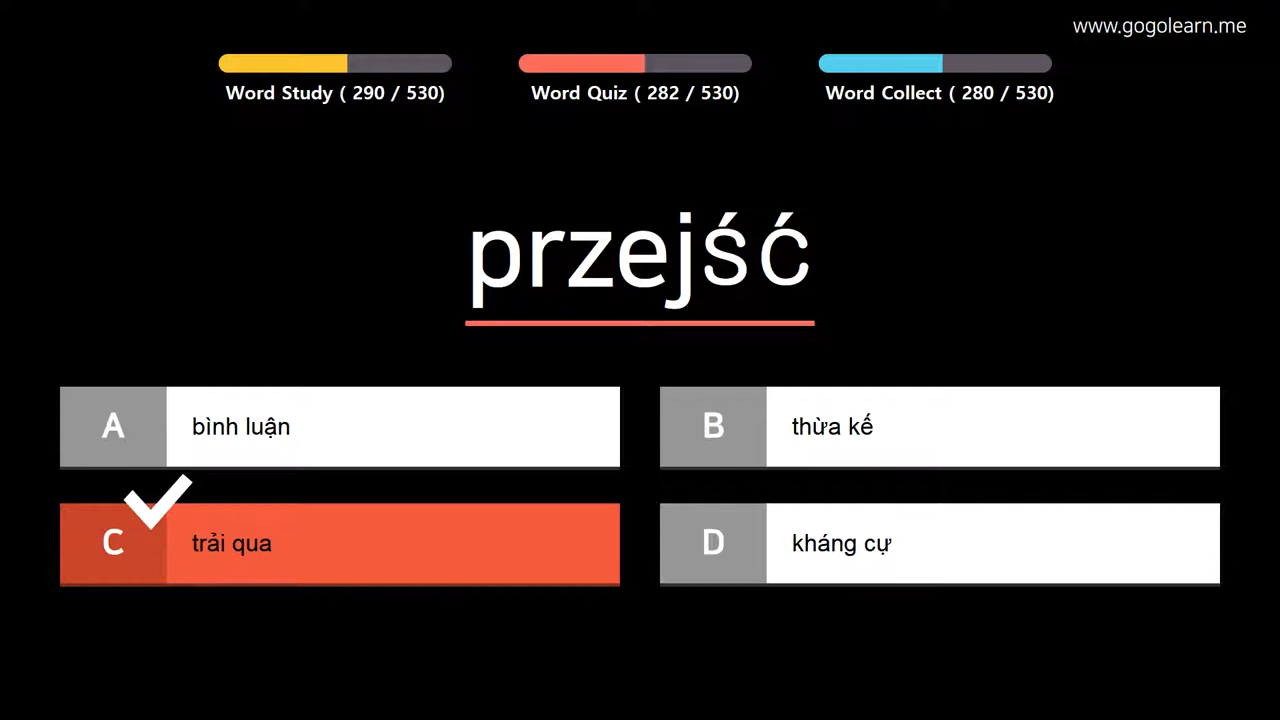 www.gogolearn.me
Word Study ( 290 / 530)
Word Quiz ( 282 / 530)
Word Collect ( 280 / 530)
przejść
A bình luận
B thừa kế
C trải qua
D kháng cự